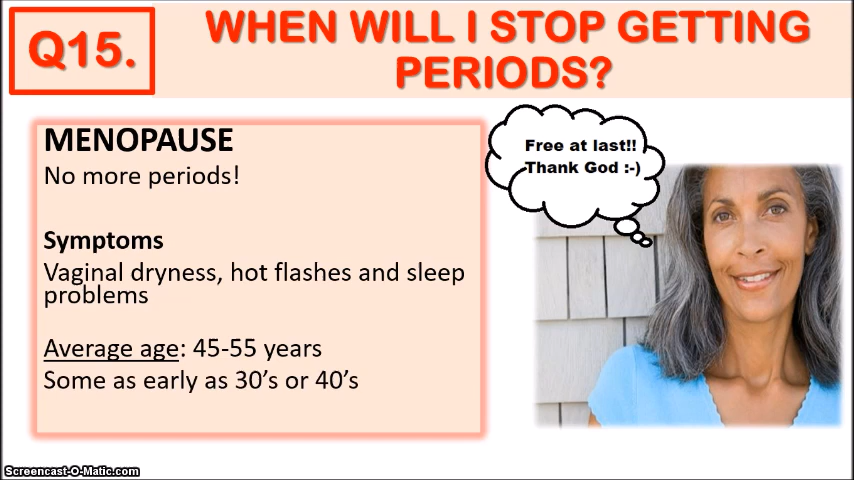 Q15.
WHEN WILL I STOP GETTING
PERIODS?
MENOPAUSE
No more periods!
Symptoms
Vaginal dryness, hot flashes and sleep
problems
Average age: 45-55 years
Some as early as 30's or 40's
Free at last!!
Thank God :-)
Screencast-O-Matic.com